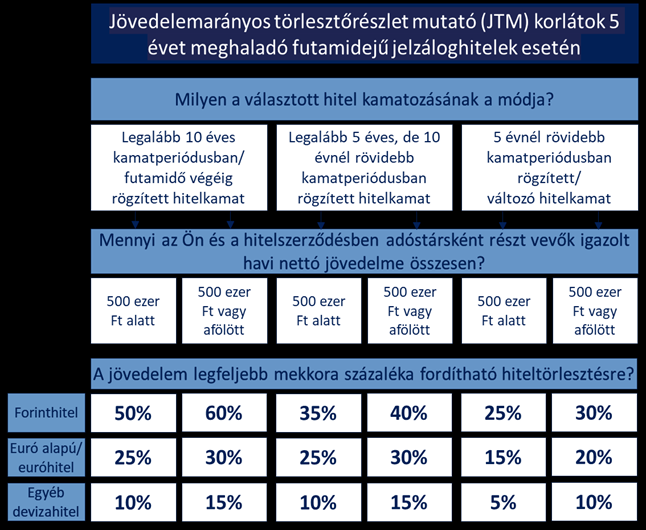 Jövedelemarányos törlesztőrészlet mutató (JTM) korlátok 5
évet meghaladó futamidejű jelzáloghitelek esetén
Milyen a választott hitel kamatozásának a módja?
Legalább 10 éves
kamatperiódusban/
futamidő végéig
rögzített hitelkamat
Legalább 5 éves, de 10
évnél rövidebb
kamatperiódusban
rögzített hitelkamat
5 évnél rövidebb
kamatperiódusban
rögzített/
változó hitelkamat
Mennyi az Ön és a hitelszerződésben adóstársként részt vevők igazolt
havi nettó jövedelme összesen?
500 ezer
Ft alatt
500 ezer
Ft vagy
afölött
500 ezer
Ft alatt
500 ezer
Ft vagy
afölött
500 ezer
Ft alatt
500 ezer
Ft vagy
afölött
A jövedelem legfeljebb mekkora százaléka fordítható hiteltörlesztésre?
Forinthitel 50% 60% 35% 40% 25% 30%
Euró alapú/
euróhitel 25% 30% 25% 30% 15% 20%
Egyéb
devizahitel 10% 15% 10% 15% 5% 10%